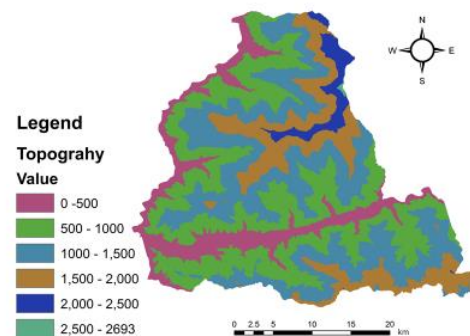 N
W E
S
Legend
Topograhy
Value
0 -500
500 - 1000
1000 - 1,500
1,500 - 2,000
2,000 - 2,500
2,500 - 2693
0 2.5 5 10 15 20
km